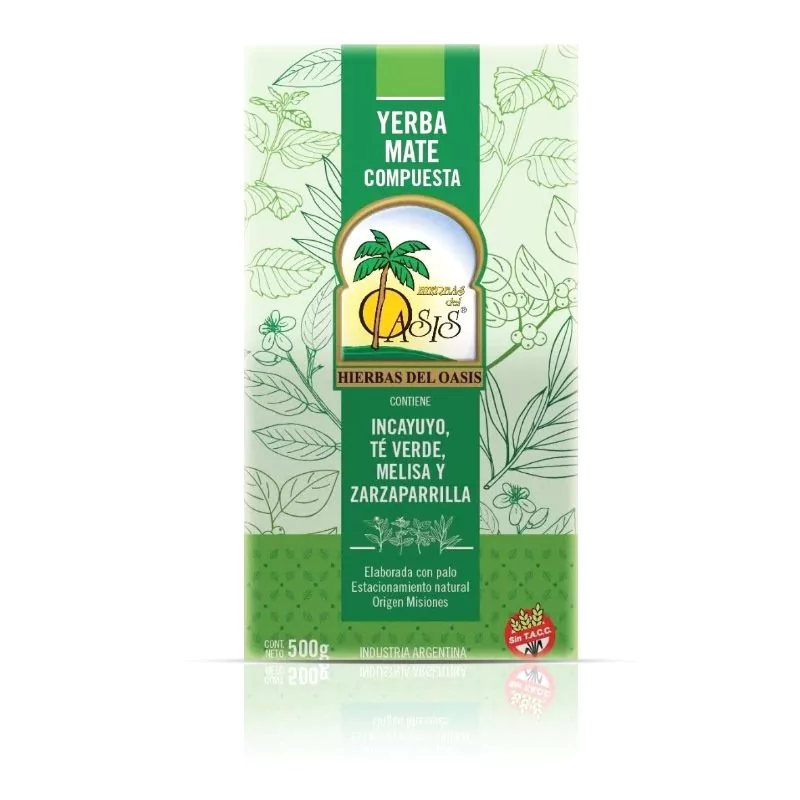 YERBA
MATE
COMPUESTA
HIERBAS
del
OASIS®
HIERBAS DEL OASIS
CONTIENE
INCAYUYO,
TÉ VERDE,
MELISA Y
ZARZAPARRILLA
Elaborada con palo
Estacionamiento natural
Origen Misiones
CONT.
NETO 500g
INDUSTRIA ARGENTINA
Sin T.A.C.C.